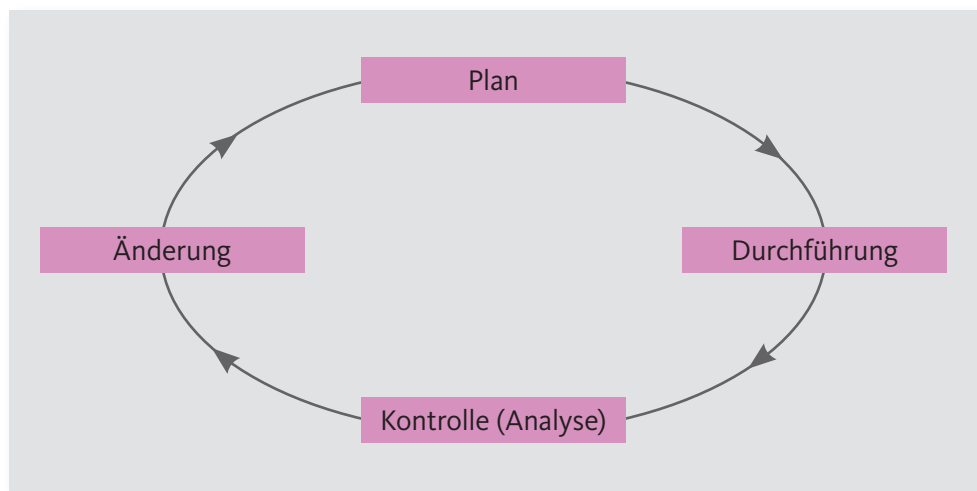 Plan
Änderung
Durchführung
Kontrolle (Analyse)